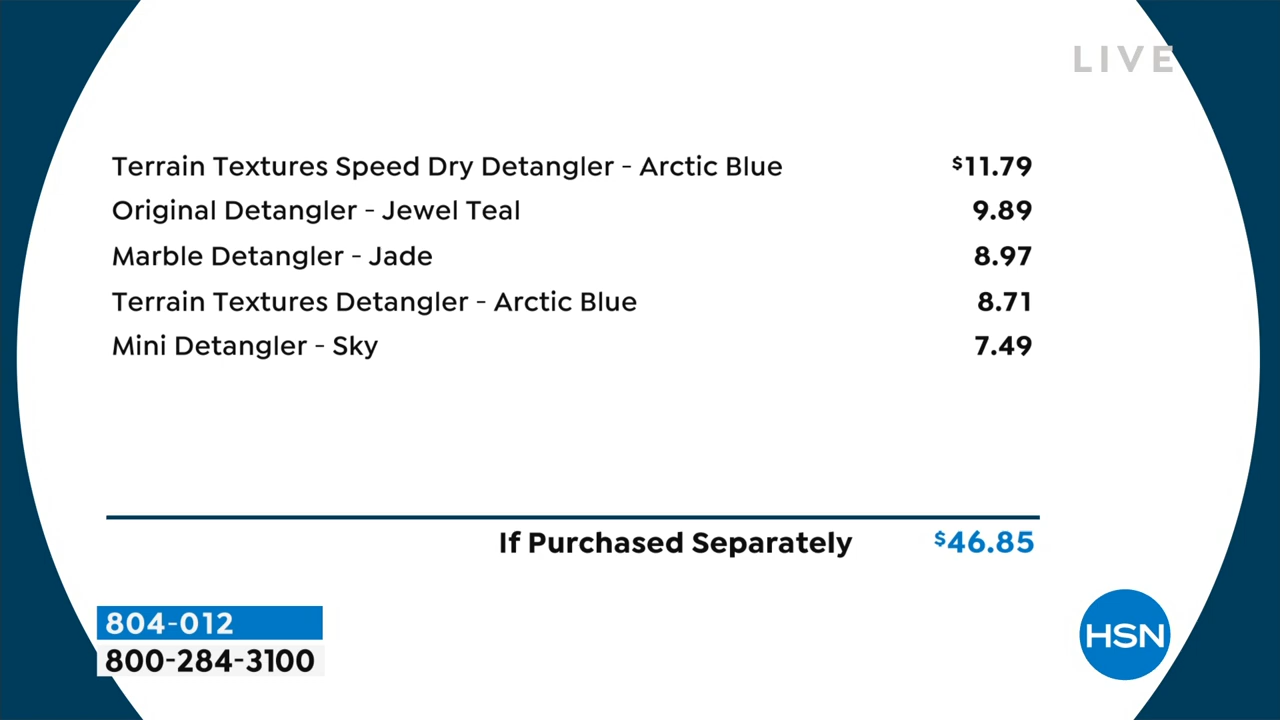 LIVE
Terrain Textures Speed Dry Detangler - Arctic Blue $11.79
Original Detangler - Jewel Teal 9.89
Marble Detangler - Jade 8.97
Terrain Textures Detangler - Arctic Blue 8.71
Mini Detangler - Sky 7.49
If Purchased Separately $46.85
804-012
800-284-3100
HSN